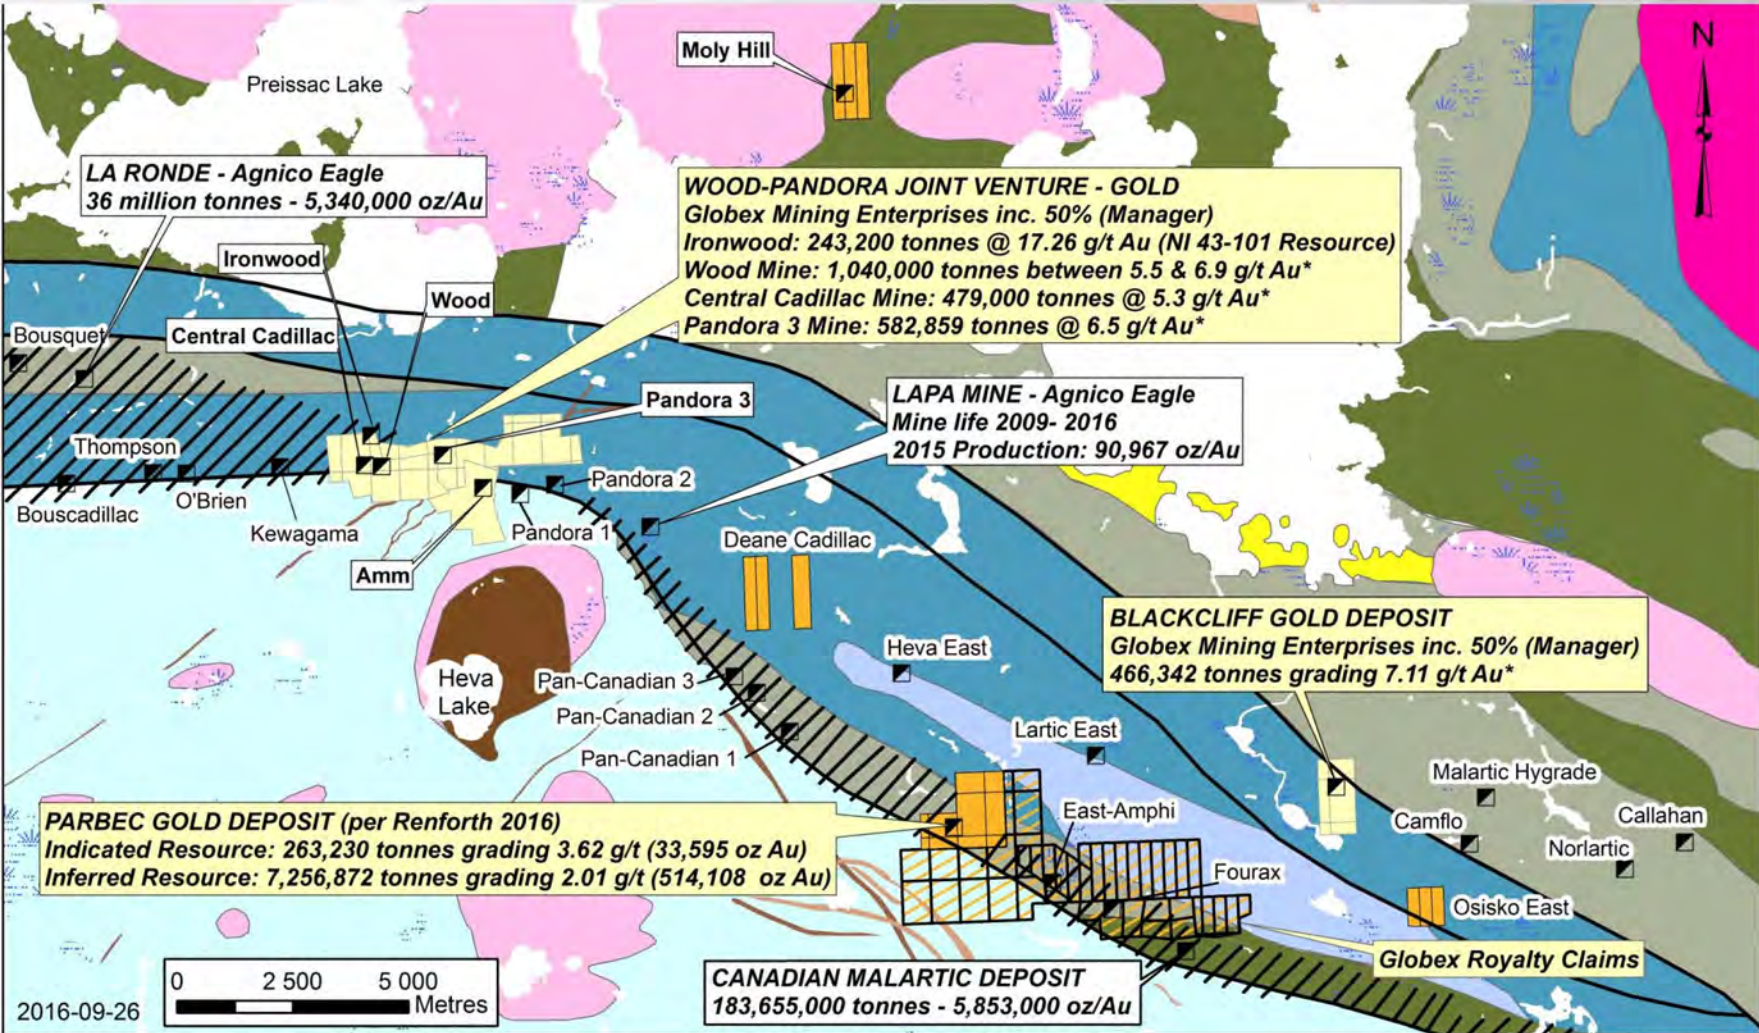 Moly Hill
N
Preissac Lake
LA RONDE - Agnico Eagle
36 million tonnes - 5,340,000 oz/Au
WOOD-PANDORA JOINT VENTURE - GOLD
Globex Mining Enterprises inc. 50% (Manager)
Ironwood: 243,200 tonnes @ 17.26 g/t Au (NI 43-101 Resource)
Wood Mine: 1,040,000 tonnes between 5.5 & 6.9 g/t Au*
Central Cadillac Mine: 479,000 tonnes @ 5.3 g/t Au*
Pandora 3 Mine: 582,859 tonnes @ 6.5 g/t Au*
Ironwood
Wood
Bousquet
Central Cadillac
Pandora 3
LAPA MINE - Agnico Eagle
Mine life 2009- 2016
2015 Production: 90,967 oz/Au
Thompson
O'Brien
Bouscadillac
Kewagama
Pandora 2
Pandora 1
Amm
Deane Cadillac
BLACKCLIFF GOLD DEPOSIT
Globex Mining Enterprises inc. 50% (Manager)
466,342 tonnes grading 7.11 g/t Au*
Heva
Lake
Heva East
Pan-Canadian 3
Pan-Canadian 2
Pan-Canadian 1
Lartic East
Malartic Hygrade
Camflo
Callahan
Norlartic
East-Amphi
PARBEC GOLD DEPOSIT (per Renforth 2016)
Indicated Resource: 263,230 tonnes grading 3.62 g/t (33,595 oz Au)
Inferred Resource: 7,256,872 tonnes grading 2.01 g/t (514,108 oz Au)
Fourax
Osisko East
Globex Royalty Claims
CANADIAN MALARTIC DEPOSIT
183,655,000 tonnes - 5,853,000 oz/Au
0 2 500 5 000
Metres
2016-09-26